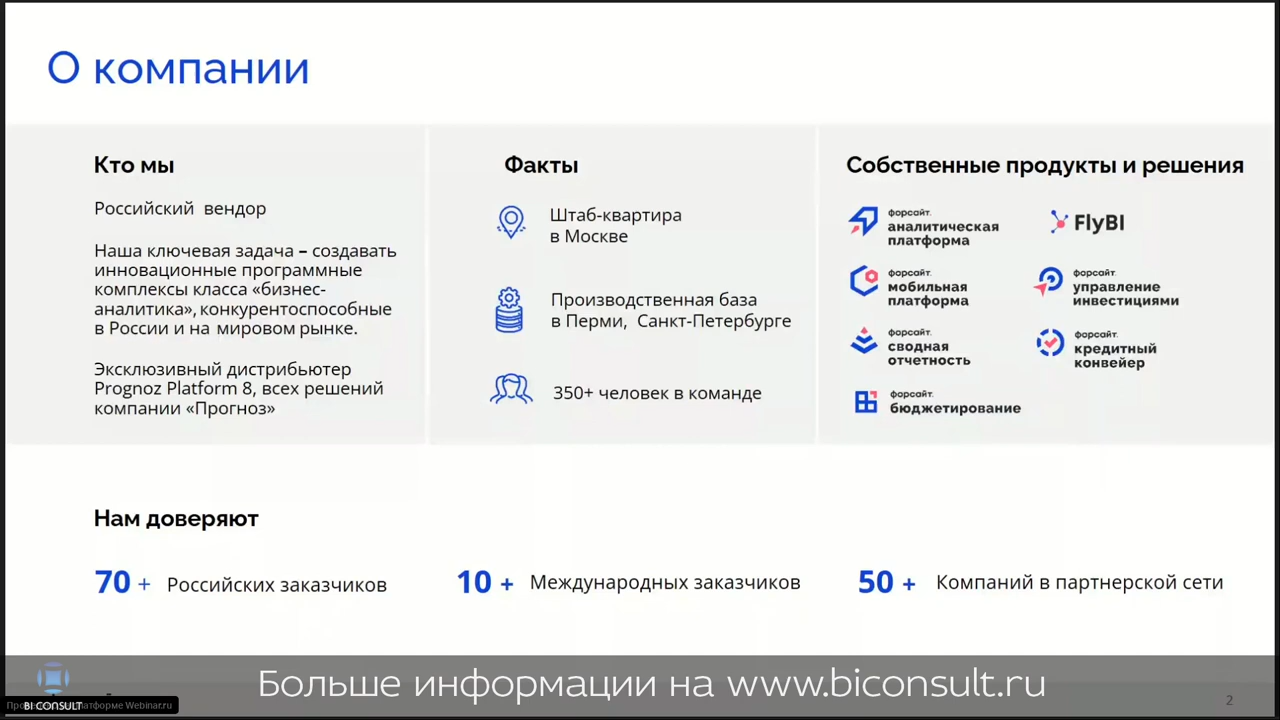 О компании
Кто мы
Российский вендор
Наша ключевая задача – создавать
инновационные программные
комплексы класса «бизнес-
аналитика», конкурентоспособные
в России и на мировом рынке.
Эксклюзивный дистрибьютер
Prognoz Platform 8, всех решений
компании «Прогноз»
Факты
Штаб-квартира
в Москве
Производственная база
в Перми, Санкт-Петербурге
350+ человек в команде
Собственные продукты и решения
форсайт.
аналитическая
платформа
FlyBI
форсайт.
мобильная
платформа
форсайт.
управление
инвестициями
форсайт.
сводная
отчетность
форсайт.
кредитный
конвейер
форсайт.
бюджетирование
Нам доверяют
70 + Российских заказчиков
10 + Международных заказчиков
50 + Компаний в партнерской сети
Больше информации на www.biconsult.ru
BI CONSULT
Webinar.ru
2